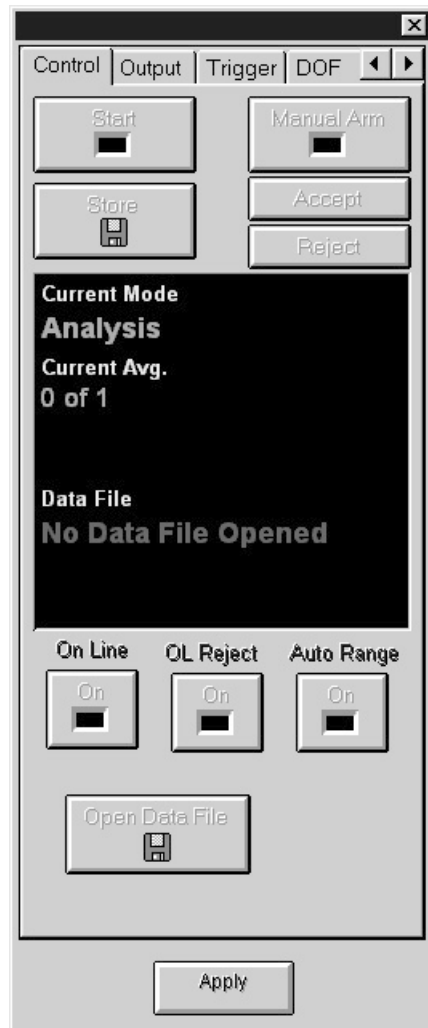 Control Output Trigger DOF
Start Manual Arm
Store Accept
Reject
Current Mode
Analysis
Current Avg.
0 of 1
Data File
No Data File Opened
On Line OL Reject Auto Range
On On On
Open Data File
Apply